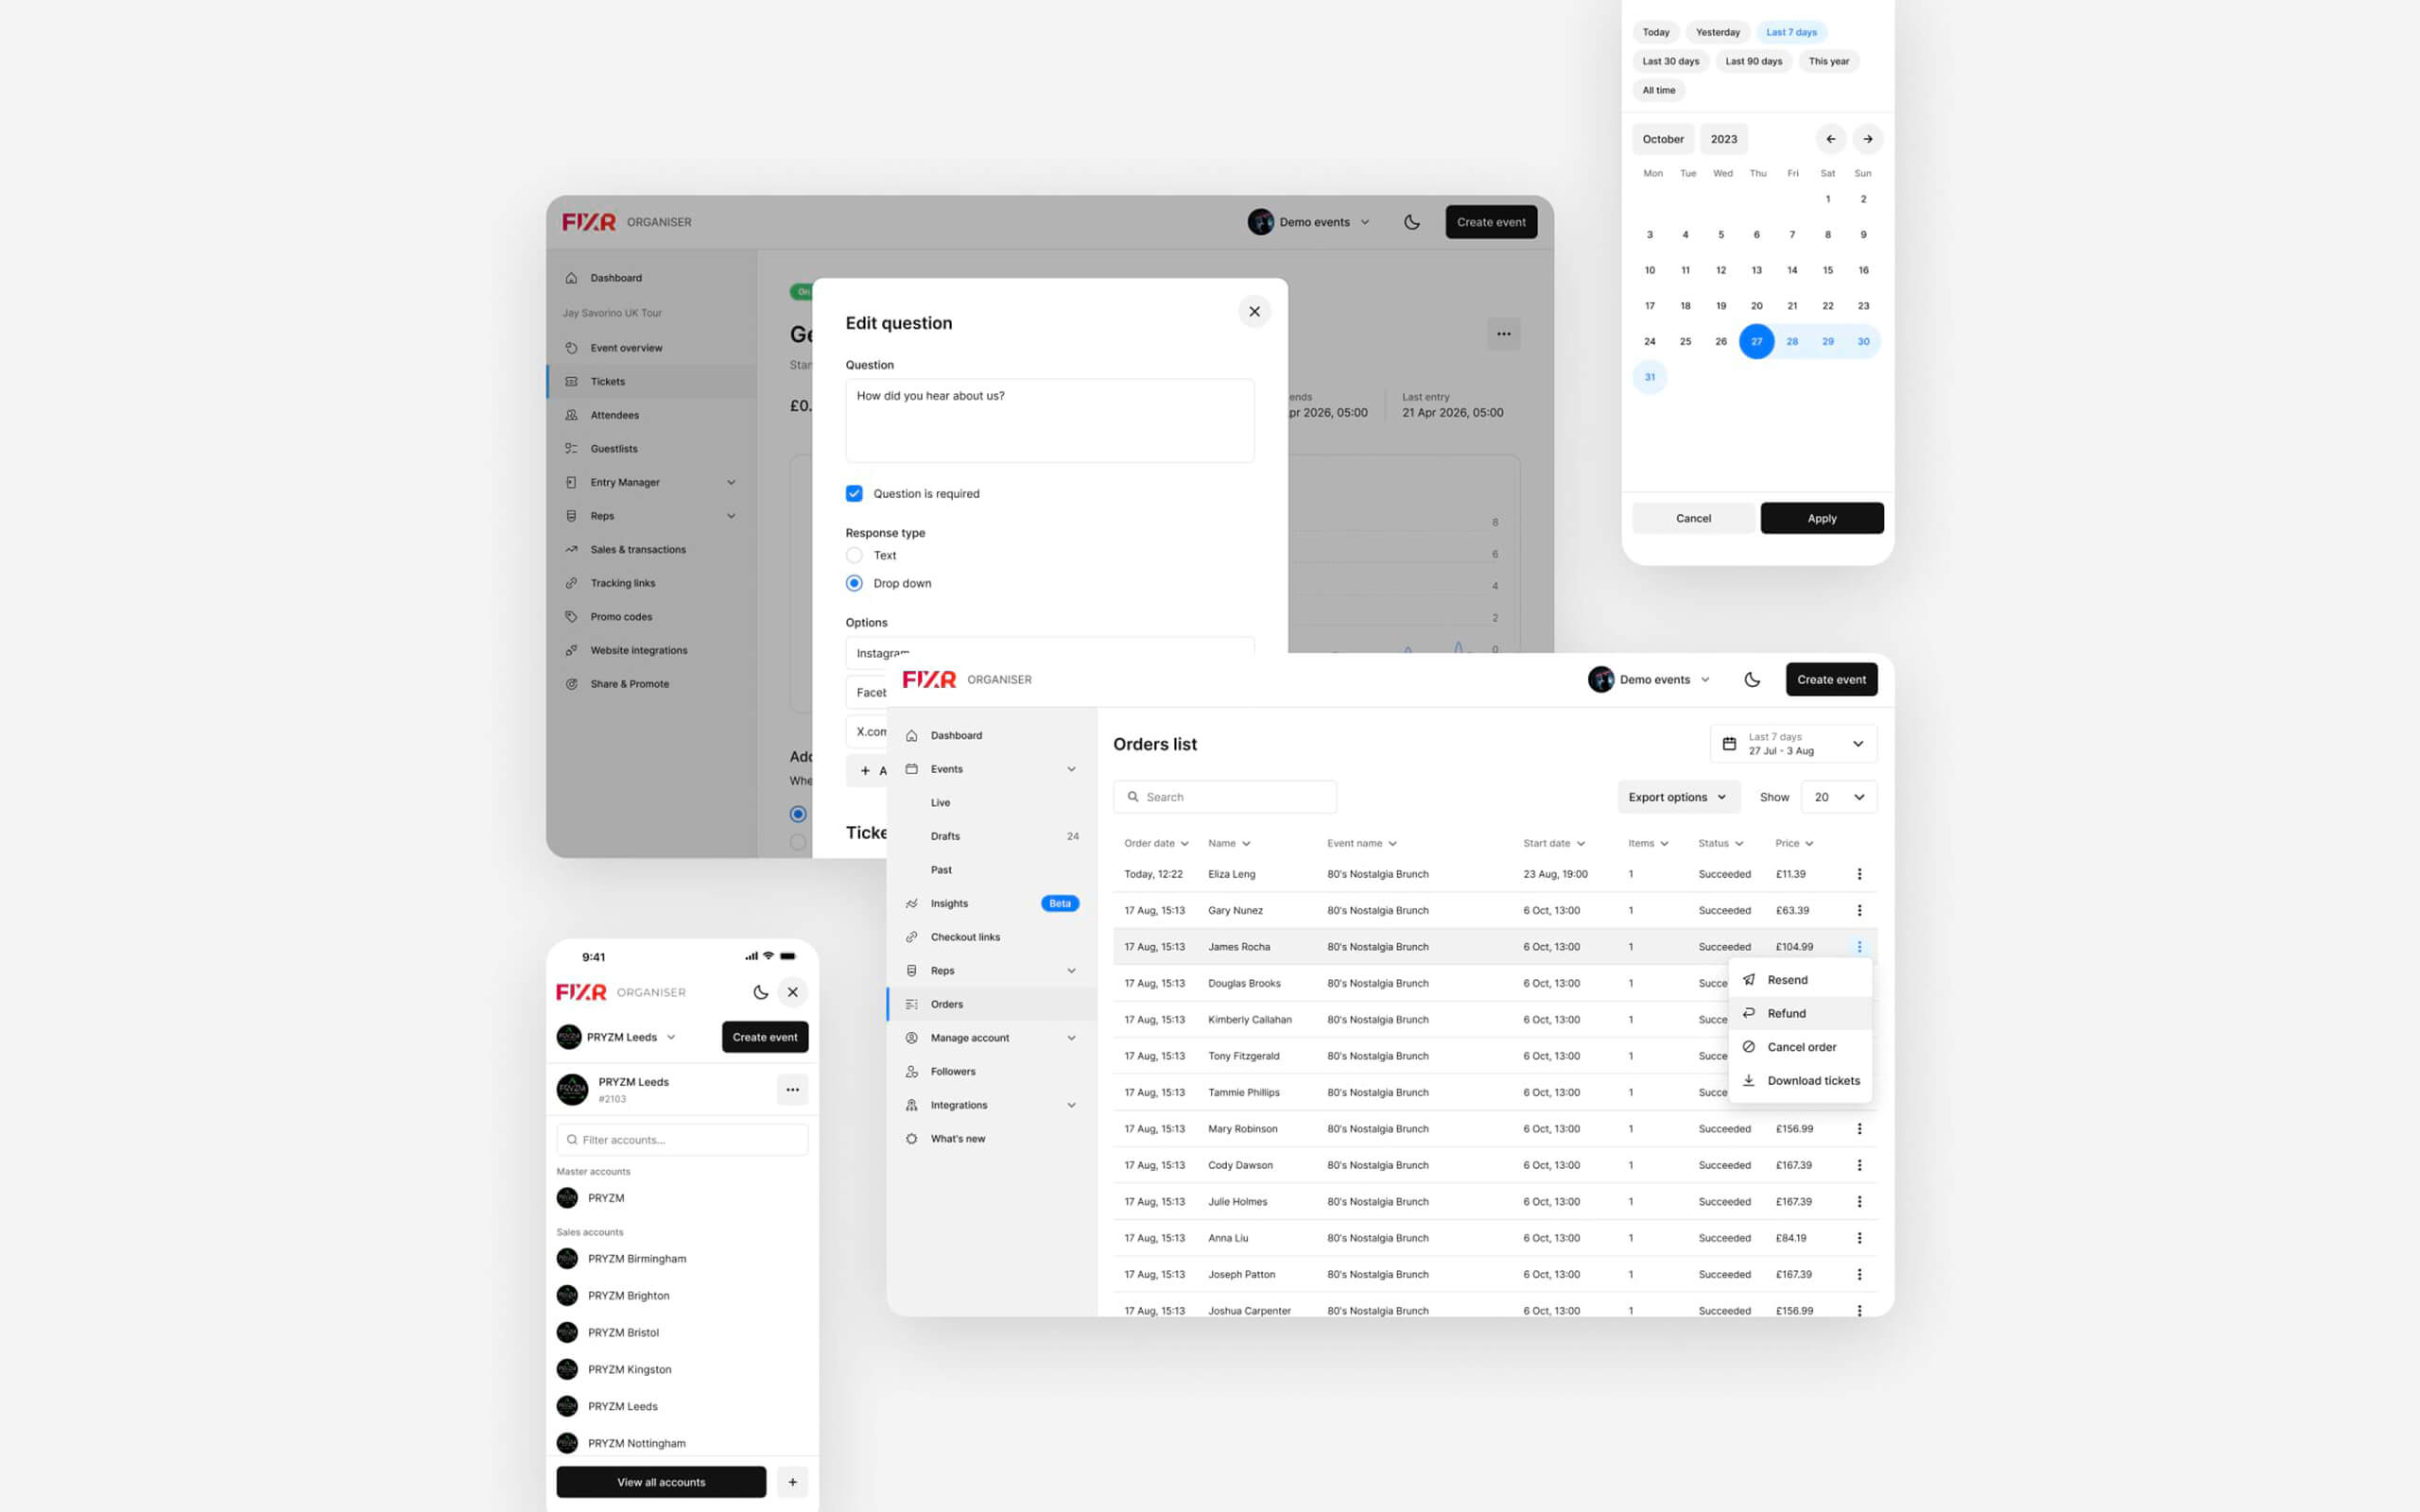 FIXR ORGANISER
Demo events
Create event
Dashboard
Jay Savorino UK Tour
Event overview
Tickets
Attendees
Guestlists
Entry Manager
Reps
Sales & transactions
Tracking links
Promo codes
Website integrations
Share & Promote
£0.
pr 2026, 05:00
Last entry
21 Apr 2026, 05:00
8
6
4
2
0
Edit question
Question
How did you hear about us?
Question is required
Response type
Text
Drop down
Options
Instagram
Today Yesterday Last 7 days
Last 30 days Last 90 days This year
All time
October 2023
Mon Tue Wed Thu Fri Sat Sun
1 2
3 4 5 6 7 8 9
10 11 12 13 14 15 16
17 18 19 20 21 22 23
24 25 26 27 28 29 30
31
Cancel Apply
FIXR ORGANISER
Demo events
Create event
Dashboard
Events
Live
Drafts 24
Past
Insights Beta
Checkout links
Reps
Orders
Manage account
Followers
Integrations
What's new
Orders list
Last 7 days
27 Jul - 3 Aug
Search
Export options Show 20
Order date Name Event name Start date Items Status Price
Today, 12:22 Eliza Leng 80's Nostalgia Brunch 23 Aug, 19:00 1 Succeeded £11.39
17 Aug, 15:13 Gary Nunez 80's Nostalgia Brunch 6 Oct, 13:00 1 Succeeded £63.39
17 Aug, 15:13 James Rocha 80's Nostalgia Brunch 6 Oct, 13:00 1 Succeeded £104.99
17 Aug, 15:13 Douglas Brooks 80's Nostalgia Brunch 6 Oct, 13:00 1 Succe
17 Aug, 15:13 Kimberly Callahan 80's Nostalgia Brunch 6 Oct, 13:00 1 Succe
17 Aug, 15:13 Tony Fitzgerald 80's Nostalgia Brunch 6 Oct, 13:00 1 Succe
17 Aug, 15:13 Tammie Phillips 80's Nostalgia Brunch 6 Oct, 13:00 1 Succe
17 Aug, 15:13 Mary Robinson 80's Nostalgia Brunch 6 Oct, 13:00 1 Succeeded £156.99
17 Aug, 15:13 Cody Dawson 80's Nostalgia Brunch 6 Oct, 13:00 1 Succeeded £167.39
17 Aug, 15:13 Julie Holmes 80's Nostalgia Brunch 6 Oct, 13:00 1 Succeeded £167.39
17 Aug, 15:13 Anna Liu 80's Nostalgia Brunch 6 Oct, 13:00 1 Succeeded £84.19
17 Aug, 15:13 Joseph Patton 80's Nostalgia Brunch 6 Oct, 13:00 1 Succeeded £167.39
17 Aug, 15:13 Joshua Carpenter 80's Nostalgia Brunch 6 Oct, 13:00 1 Succeeded £156.99
Resend
Refund
Cancel order
Download tickets
9:41
FIXR ORGANISER
PRYZM Leeds
Create event
PRYZM Leeds
#2103
Filter accounts...
Master accounts
PRYZM
Sales accounts
PRYZM Birmingham
PRYZM Brighton
PRYZM Bristol
PRYZM Kingston
PRYZM Leeds
PRYZM Nottingham
View all accounts